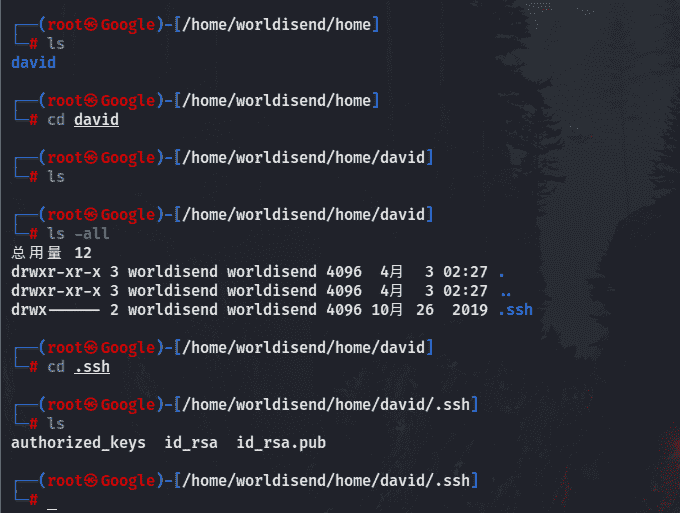 ┌──(root㉿Google)-[/home/worldisend/home]
└─# ls
david
┌──(root㉿Google)-[/home/worldisend/home]
└─# cd david
┌──(root㉿Google)-[/home/worldisend/home/david]
└─# ls
┌──(root㉿Google)-[/home/worldisend/home/david]
└─# ls -all
总用量 12
drwxr-xr-x 3 worldisend worldisend 4096  4月  3 02:27 .
drwxr-xr-x 3 worldisend worldisend 4096  4月  3 02:27 ..
drwx------ 2 worldisend worldisend 4096 10月 26  2019 .ssh
┌──(root㉿Google)-[/home/worldisend/home/david]
└─# cd .ssh
┌──(root㉿Google)-[/home/worldisend/home/david/.ssh]
└─# ls
authorized_keys  id_rsa  id_rsa.pub
┌──(root㉿Google)-[/home/worldisend/home/david/.ssh]
└─# _